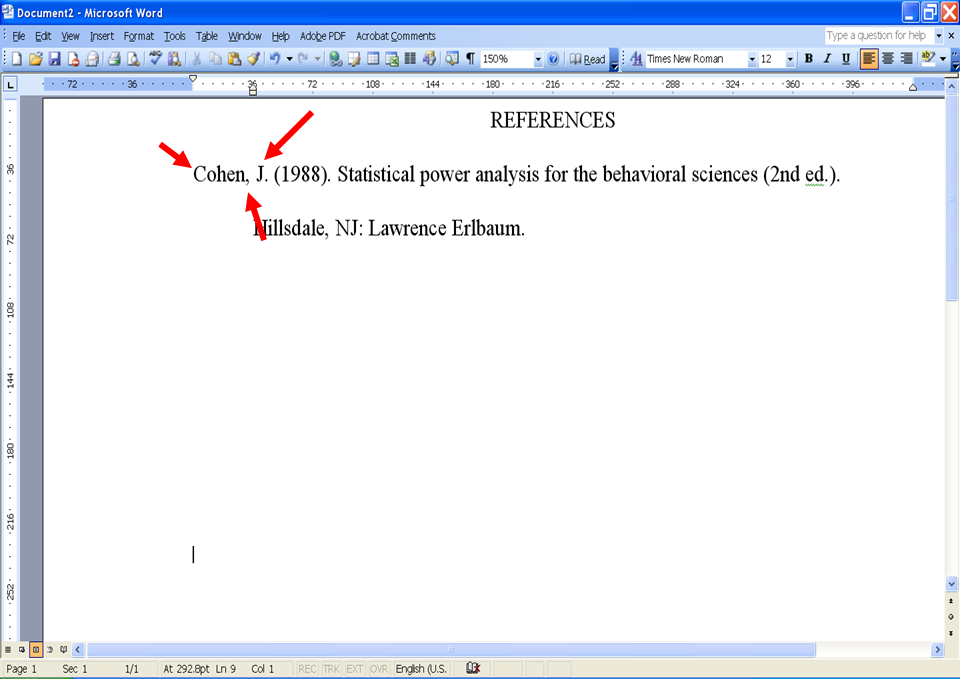 Document2 - Microsoft Word
File Edit View Insert Format Tools Table Window Help Adobe PDF Acrobat Comments Type a question for help
150% Read Times New Roman 12 B I U
72 36 36 72 108 144 180 216 252 288 324 360 396
REFERENCES
Cohen, J. (1988). Statistical power analysis for the behavioral sciences (2nd ed.).
Hillsdale, NJ: Lawrence Erlbaum.
36
72
108
144
180
216
252
Page 1 Sec 1 1/1 At 292.8pt Ln 9 Col 1 REC TRK EXT OVR English (U.S.